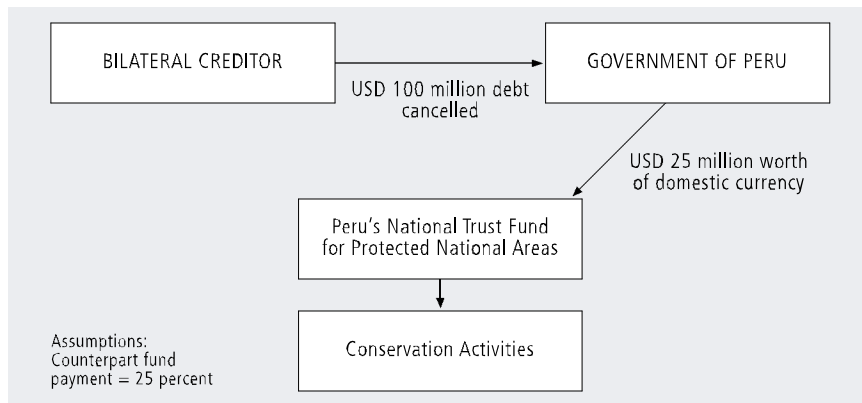 BILATERAL CREDITOR
GOVERNMENT OF PERU
USD 100 million debt
cancelled
USD 25 million worth
of domestic currency
Peru's National Trust Fund
for Protected National Areas
Conservation Activities
Assumptions:
Counterpart fund
payment = 25 percent